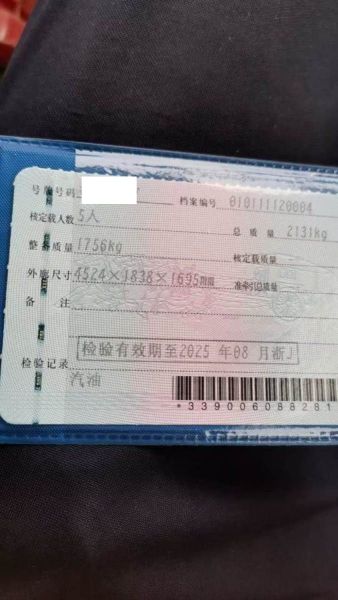 号牌号码 档案编号 010111120004
核定载人数 5人 总质量 2131kg
整备质量 1756kg 核定载质量
外廓尺寸 4524×1838×1695mm 准牵引总质量
备注
检验有效期至2025年08月浙J
检验记录
汽油
*3390060888281